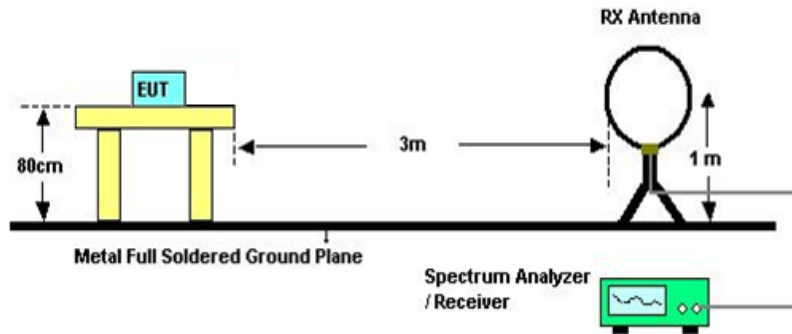 RX Antenna
EUT
80cm
3m
1 m
Metal Full Soldered Ground Plane
Spectrum Analyzer
/ Receiver